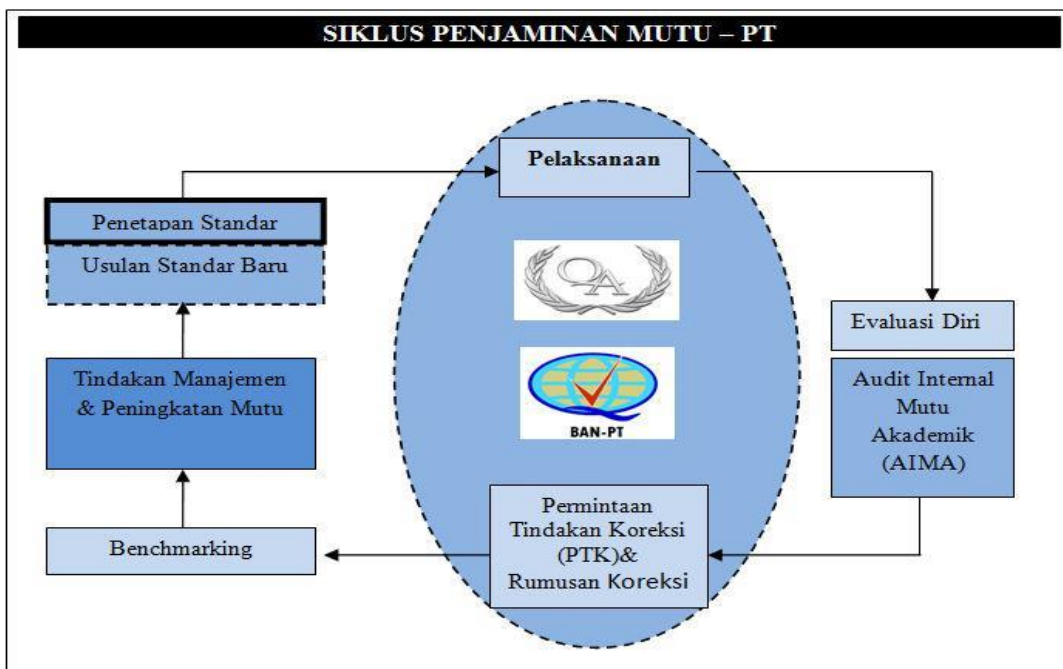 SIKLUS PENJAMINAN MUTU – PT
Pelaksanaan
Penetapan Standar
Usulan Standar Baru
QA
Evaluasi Diri
Tindakan Manajemen
& Peningkatan Mutu
BAN-PT
Audit Internal
Mutu
Akademik
(AIMA)
Permintaan
Tindakan Koreksi
(PTK)&
Rumusan Koreksi
Benchmarking